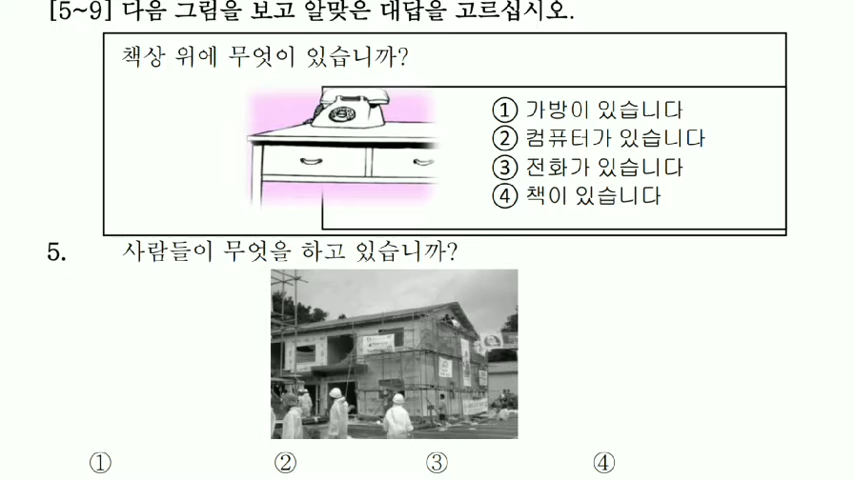 [5~9] 다음 그림을 보고 알맞은 대답을 고르십시오.
책상 위에 무엇이 있습니까?
① 가방이 있습니다
② 컴퓨터가 있습니다
③ 전화가 있습니다
④ 책이 있습니다
5. 사람들이 무엇을 하고 있습니까?
① ② ③ ④